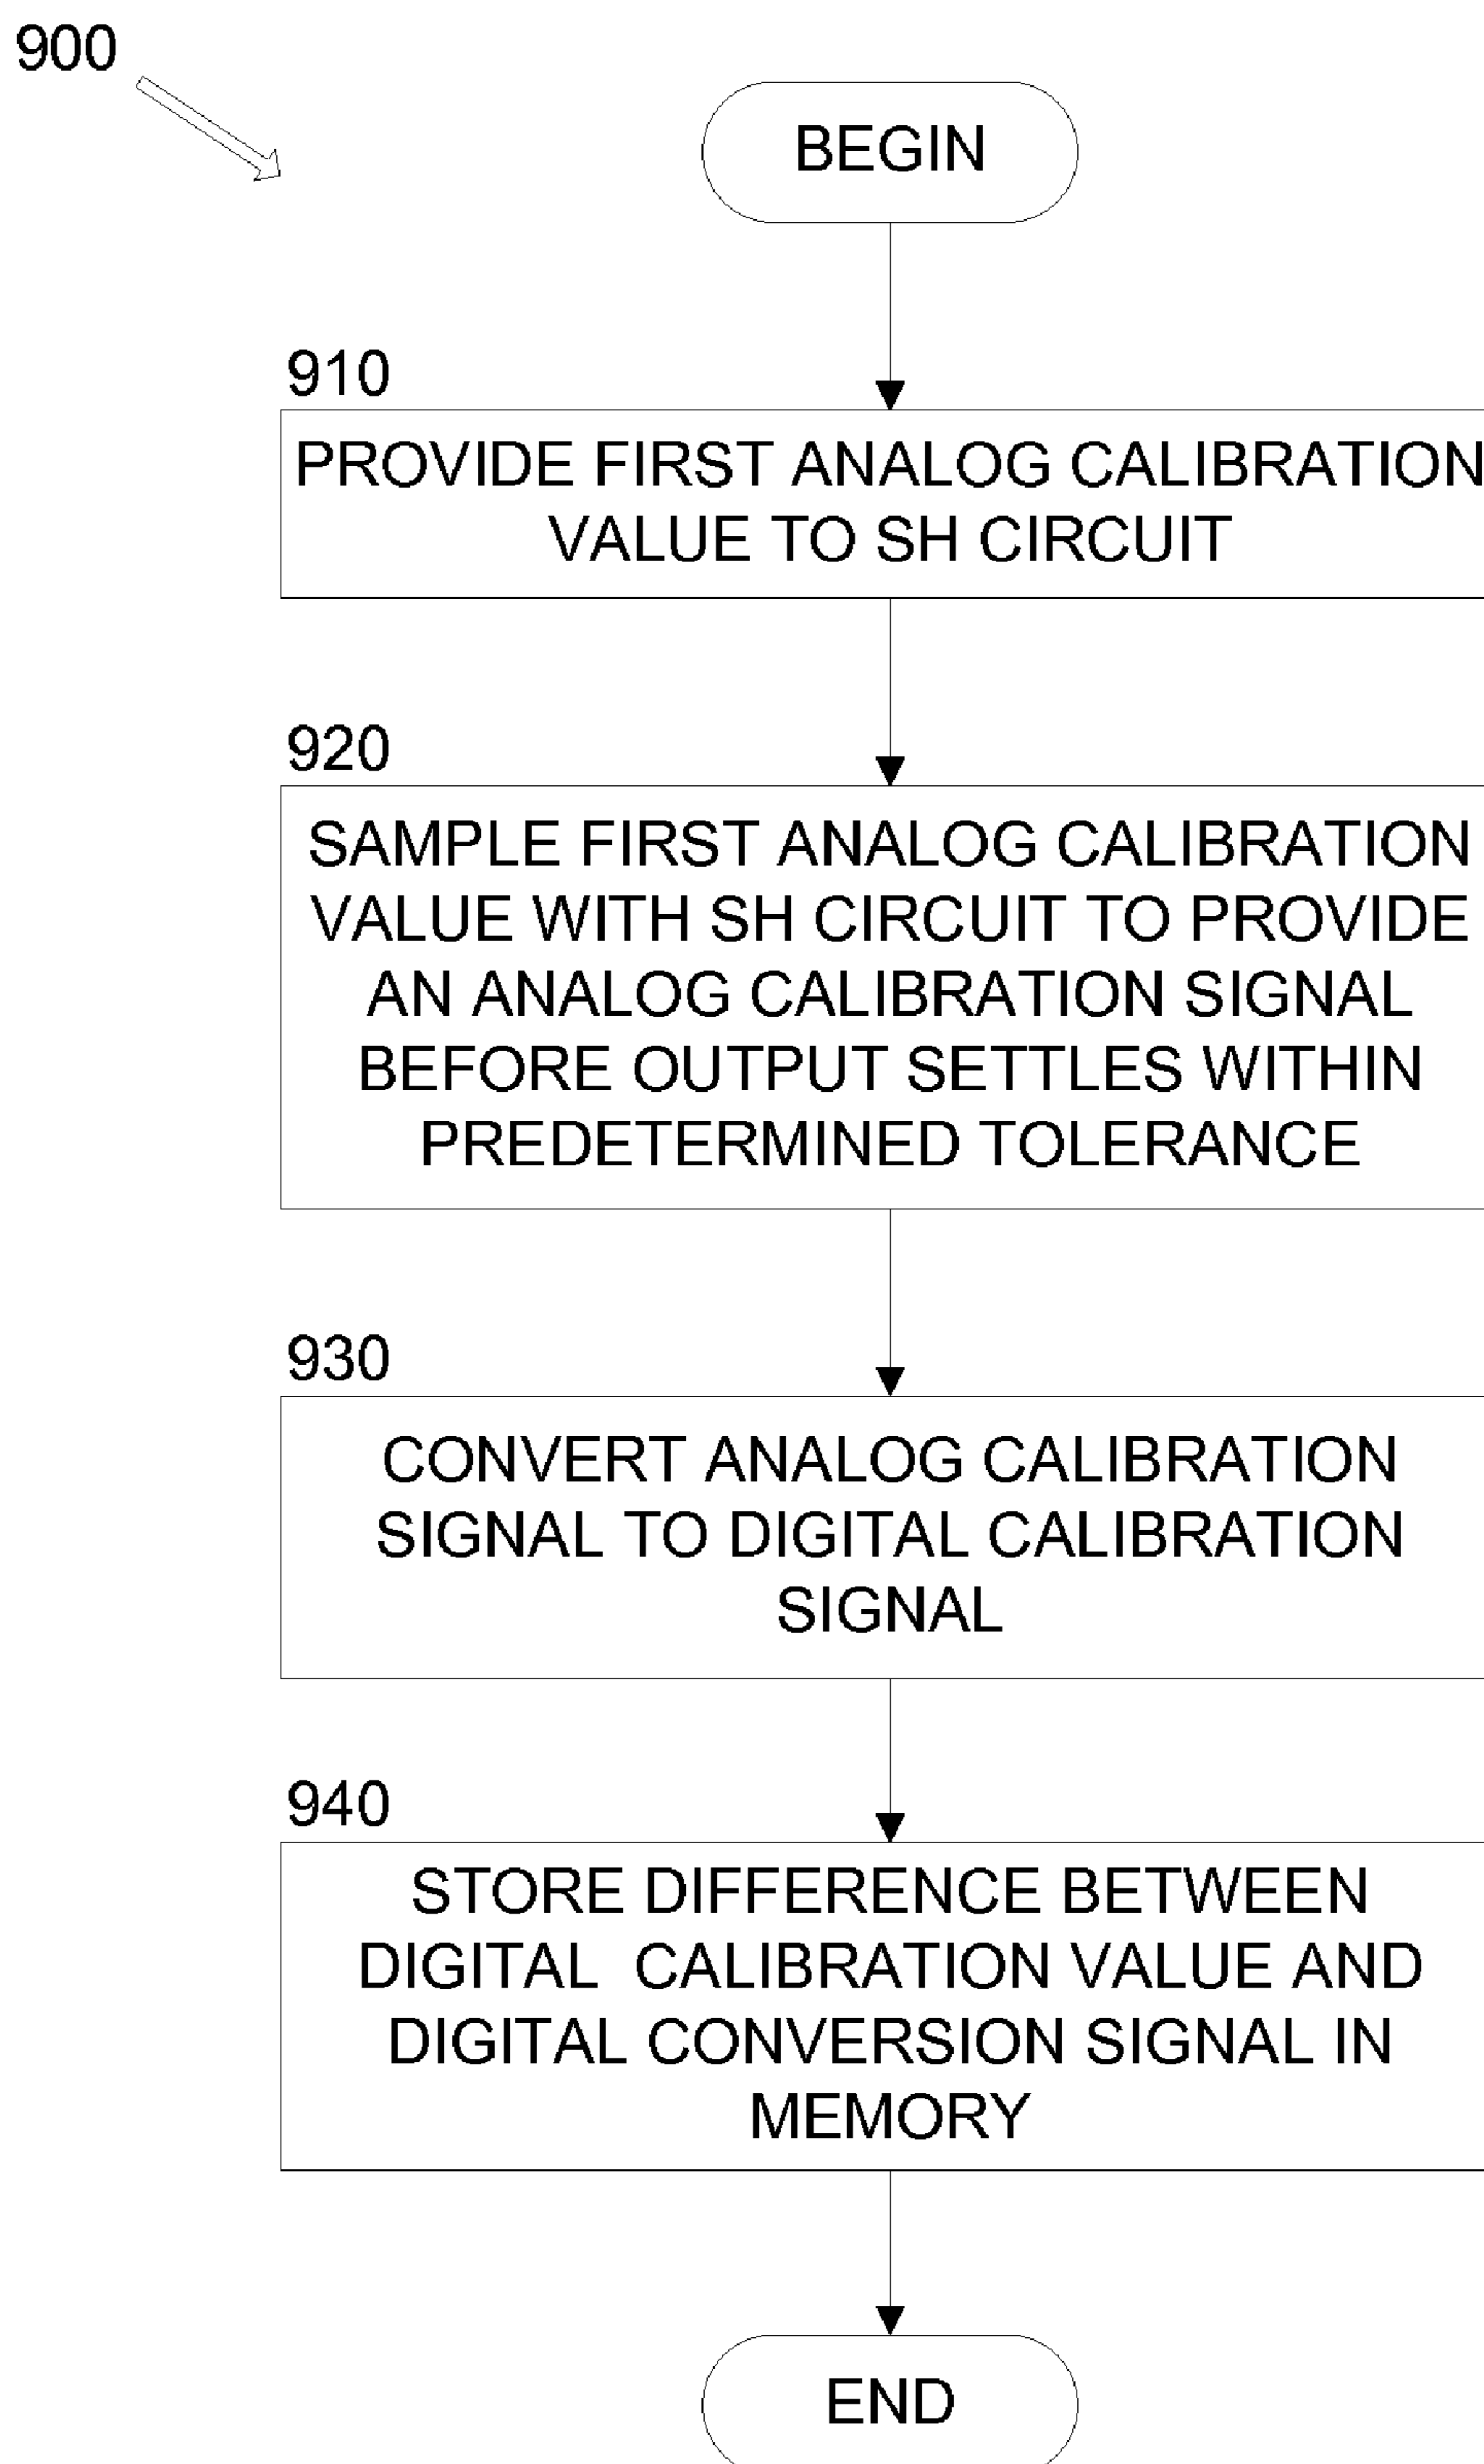 900
BEGIN
910
PROVIDE FIRST ANALOG CALIBRATION
VALUE TO SH CIRCUIT
920
SAMPLE FIRST ANALOG CALIBRATION
VALUE WITH SH CIRCUIT TO PROVIDE
AN ANALOG CALIBRATION SIGNAL
BEFORE OUTPUT SETTLES WITHIN
PREDETERMINED TOLERANCE
930
CONVERT ANALOG CALIBRATION
SIGNAL TO DIGITAL CALIBRATION
SIGNAL
940
STORE DIFFERENCE BETWEEN
DIGITAL CALIBRATION VALUE AND
DIGITAL CONVERSION SIGNAL IN
MEMORY
END